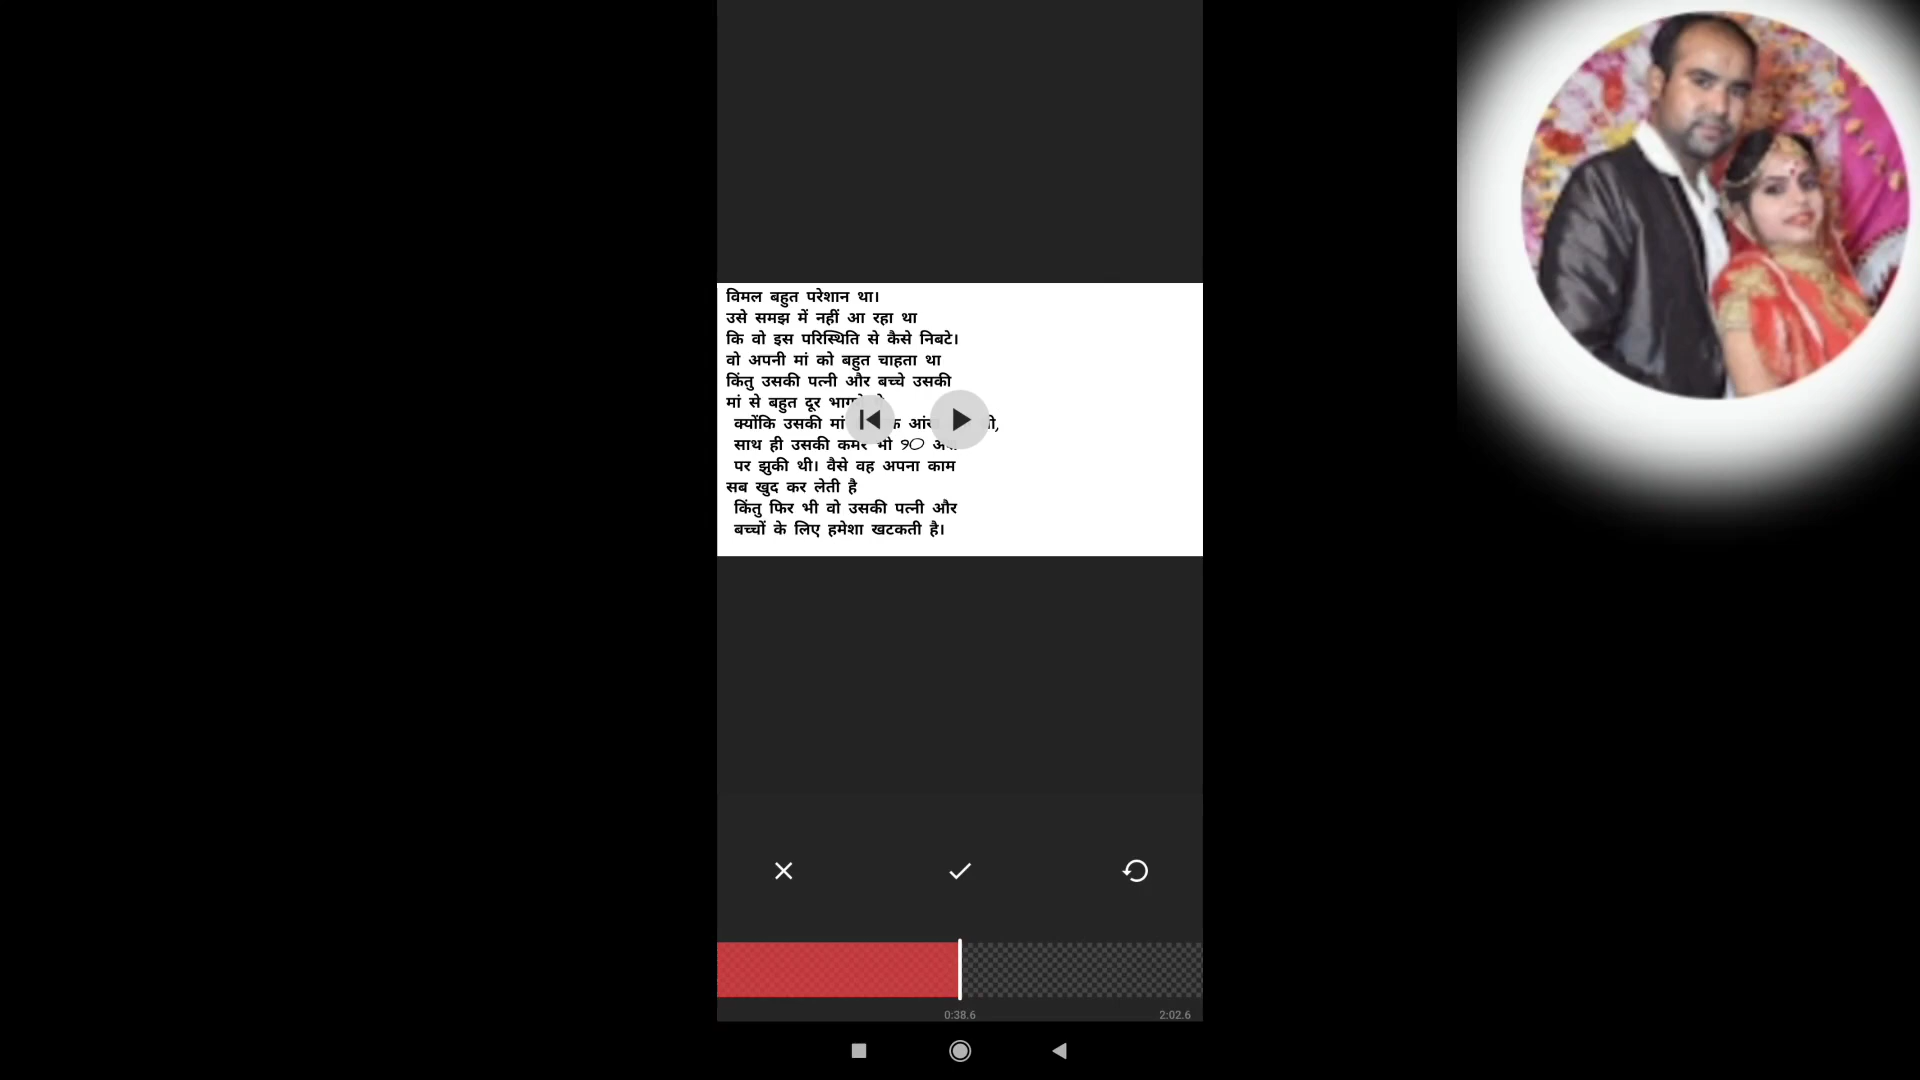 विमल बहुत परेशान था।
उसे समझ में नहीं आ रहा था
कि वो इस परिस्थिति से कैसे निबटे।
वो अपनी मां को बहुत चाहता था
किंतु उसकी पत्नी और बच्चे उसकी
मां से बहुत दूर
क्योंकि उसकी मां
साथ ही उसकी कमर भी 90
पर झुकी थी। वैसे वह अपना काम
सब खुद कर लेती है
किंतु फिर भी वो उसकी पत्नी और
बच्चों के लिए हमेशा खटकती है।
0:38.6
2:02.6